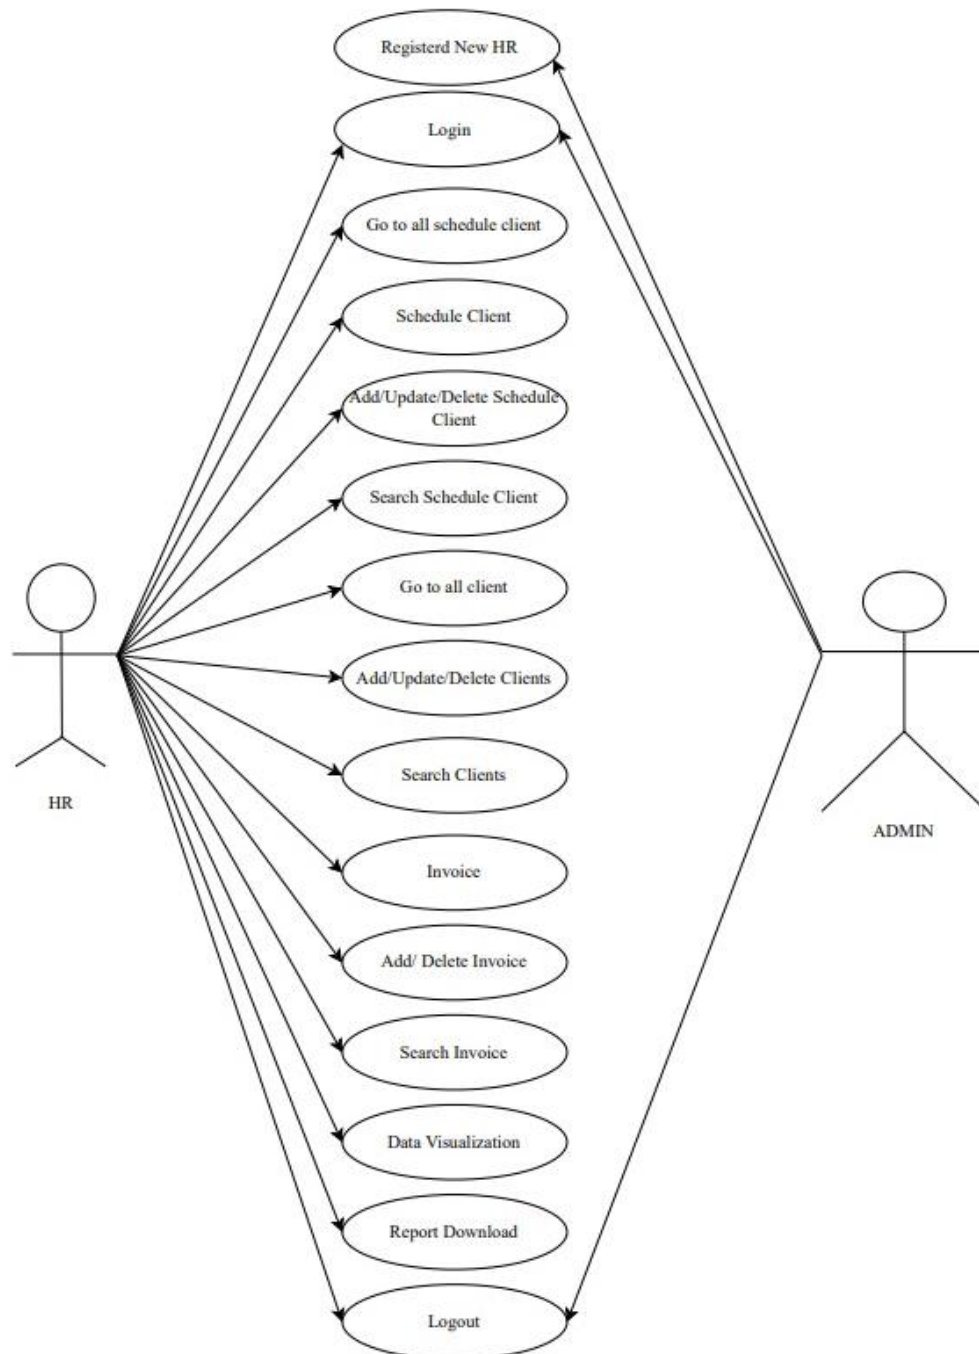 Registerd New HR
Login
Go to all schedule client
Schedule Client
Add/Update/Delete Schedule
Client
Search Schedule Client
Go to all client
Add/Update/Delete Clients
Search Clients
HR
ADMIN
Invoice
Add/ Delete Invoice
Search Invoice
Data Visualization
Report Download
Logout